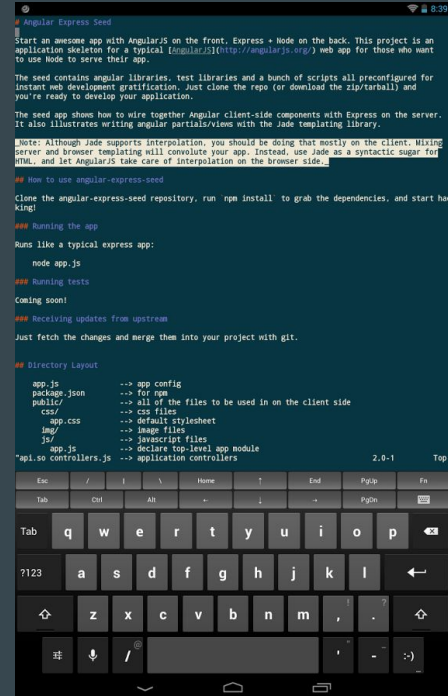 8:39
# Angular Express Seed
Start an awesome app with AngularJS on the front, Express + Node on the back. This project is an
application skeleton for a typical [AngularJS](http://angularjs.org/) web app for those who want
to use Node to serve their app.
The seed contains angular libraries, test libraries and a bunch of scripts all preconfigured for
instant web development gratification. Just clone the repo (or download the zip/tarball) and
you're ready to develop your application.
The seed app shows how to wire together Angular client-side components with Express on the server.
It also illustrates writing angular partials/views with the Jade templating library.
_Note: Although Jade supports interpolation, you should be doing that mostly on the client. Mixing
server and browser templating will convolute your app. Instead, use Jade as a syntactic sugar for
HTML, and let AngularJS take care of interpolation on the browser side._
## How to use angular-express-seed
Clone the angular-express-seed repository, run `npm install` to grab the dependencies, and start hac
king!
### Running the app
Runs like a typical express app:
node app.js
### Running tests
Coming soon!
### Receiving updates from upstream
Just fetch the changes and merge them into your project with git.
## Directory Layout
app.js --> app config
package.json --> for npm
public/ --> all of the files to be used in on the client side
css/ --> css files
app.css --> default stylesheet
img/ --> image files
js/ --> javascript files
app.js --> declare top-level app module
"api.so controllers.js --> application controllers 2,0-1 Top
Esc / | \ Home ↑ End PgUp Fn
Tab Ctrl Alt ← ↓ → PgDn
Tab q w e r t y u i o p
?123 a s d f g h j k l
z x c v b n m , ! . ?
/ @ ' " - _ :-)